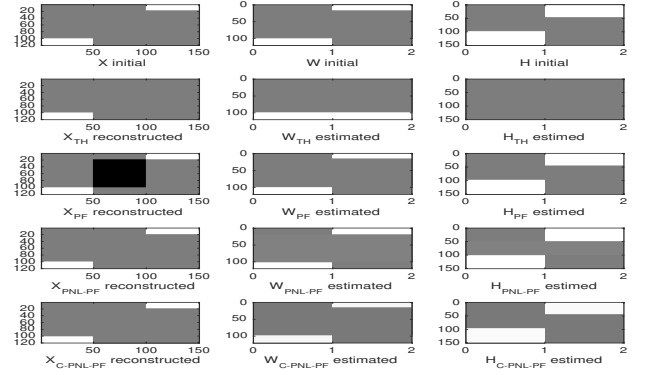 20
40
60
80
100
120
50 100 150
X initial
0
50
100
0 1 2
W initial
0
50
100
150
0 1 2
H initial
20
40
60
80
100
120
50 100 150
X_TH reconstructed
0
50
100
0 1 2
W_TH estimated
0
50
100
150
0 1 2
H_TH estimed
20
40
60
80
100
120
50 100 150
X_PF reconstructed
0
50
100
0 1 2
W_PF estimated
0
50
100
150
0 1 2
H_PF estimed
20
40
60
80
100
120
50 100 150
X_PNL-PF reconstructed
0
50
100
0 1 2
W_PNL-PF estimated
0
50
100
150
0 1 2
H_PNL-PF estimed
20
40
60
80
100
120
50 100 150
X_C-PNL-PF reconstructed
0
50
100
0 1 2
W_C-PNL-PF estimated
0
50
100
150
0 1 2
H_C-PNL-PF estimed